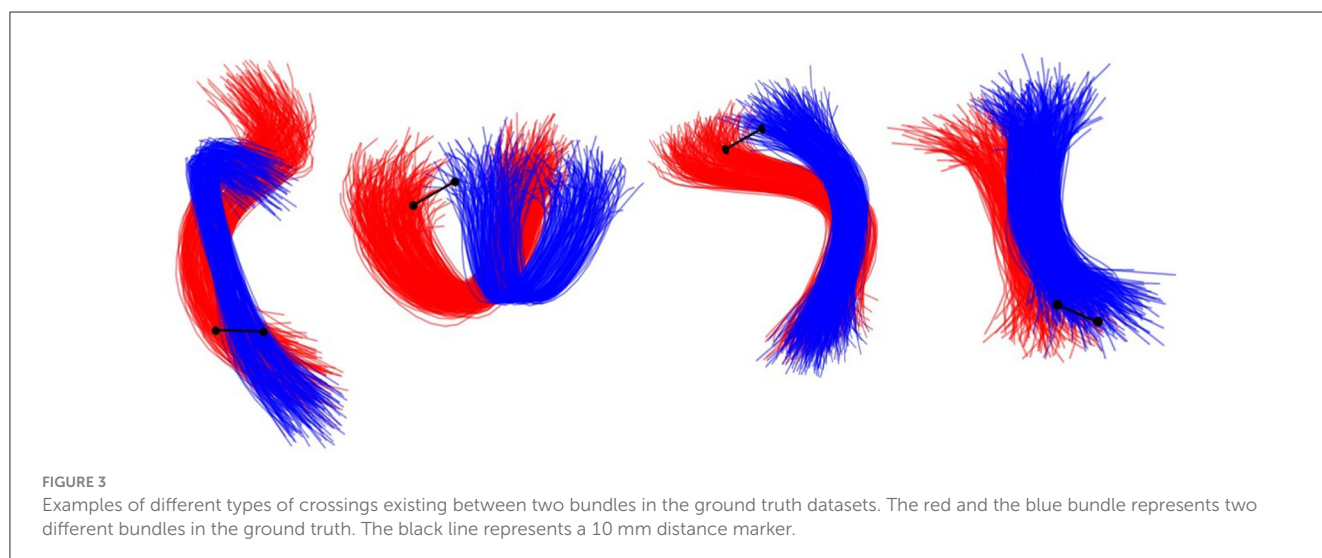 FIGURE 3
Examples of different types of crossings existing between two bundles in the ground truth datasets. The red and the blue bundle represents two
different bundles in the ground truth. The black line represents a 10 mm distance marker.